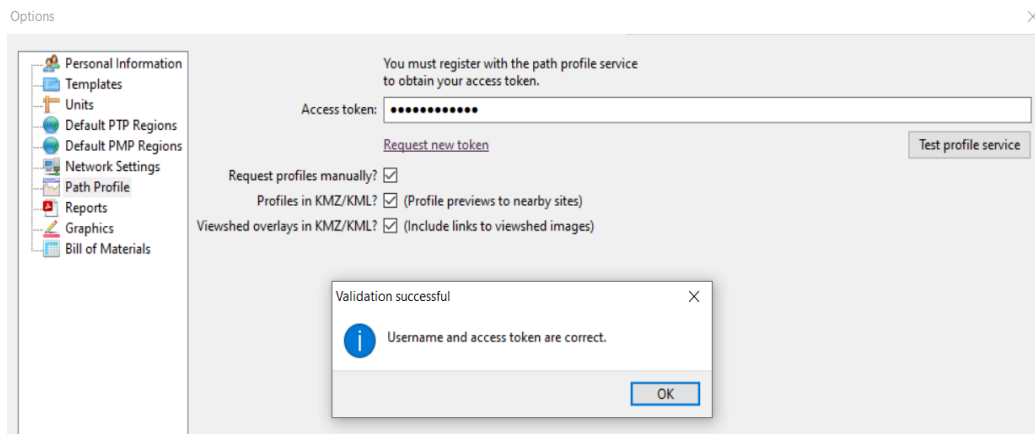 Options
Personal Information
Templates
Units
Default PTP Regions
Default PMP Regions
Network Settings
Path Profile
Reports
Graphics
Bill of Materials
You must register with the path profile service
to obtain your access token.
Access token: ●●●●●●●●●●●●
Request new token
Test profile service
Request profiles manually?
Profiles in KMZ/KML? (Profile previews to nearby sites)
Viewshed overlays in KMZ/KML? (Include links to viewshed images)
Validation successful
Username and access token are correct.
OK